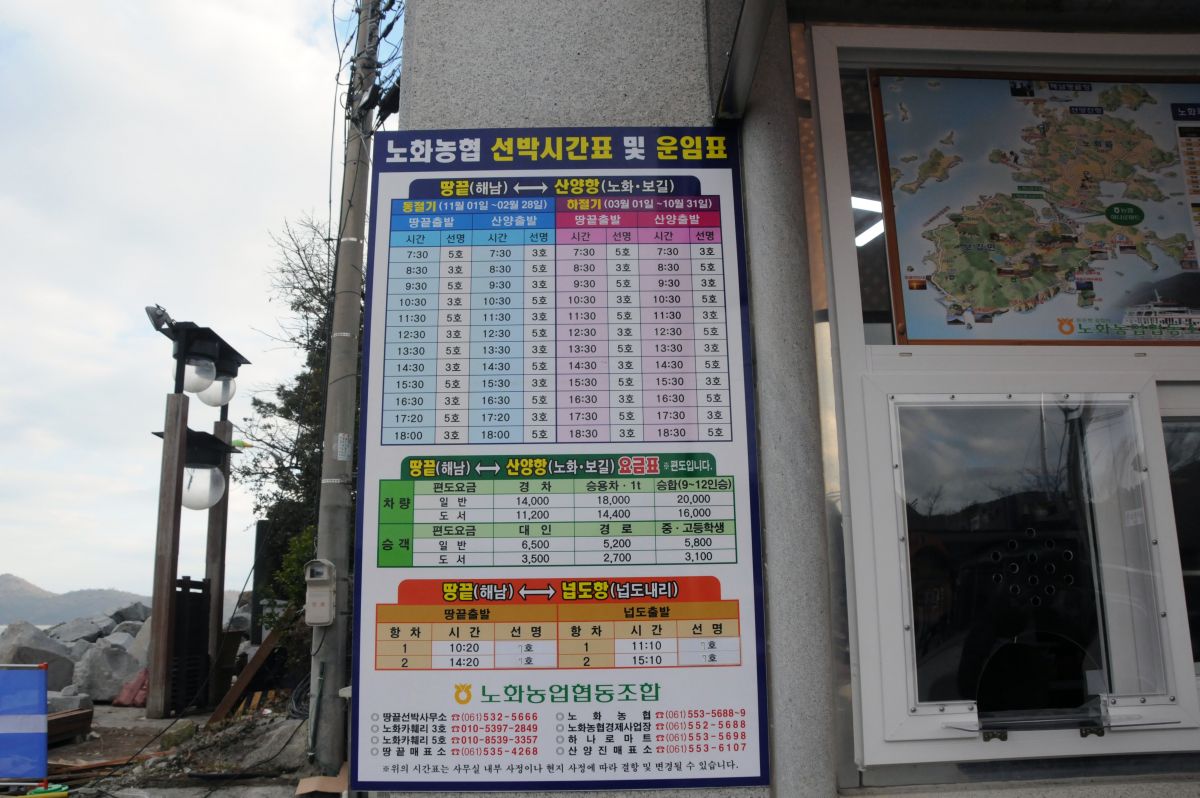 노화농협 선박시간표 및 운임표
땅끝(해남) ↔ 산양항(노화·보길)
동절기 (11월 01일 ~02월 28일) 하절기 (03월 01일 ~10월 31일)
땅끝출발 산양출발 땅끝출발 산양출발
시간 선명 시간 선명 시간 선명 시간 선명
7:30 5호 7:30 3호 7:30 5호 7:30 3호
8:30 3호 8:30 5호 8:30 3호 8:30 5호
9:30 5호 9:30 3호 9:30 5호 9:30 3호
10:30 3호 10:30 5호 10:30 3호 10:30 5호
11:30 5호 11:30 3호 11:30 5호 11:30 3호
12:30 3호 12:30 5호 12:30 3호 12:30 5호
13:30 5호 13:30 3호 13:30 5호 13:30 3호
14:30 3호 14:30 5호 14:30 3호 14:30 5호
15:30 5호 15:30 3호 15:30 5호 15:30 3호
16:30 3호 16:30 5호 16:30 3호 16:30 5호
17:20 5호 17:20 3호 17:30 5호 17:30 3호
18:00 3호 18:00 5호 18:30 3호 18:30 5호
땅끝(해남) ↔ 산양항(노화·보길) 요금표 ※편도입니다.
차량 편도요금 경 차 승용차·1t 승합(9~12인승)
일 반 14,000 18,000 20,000
도 서 11,200 14,400 16,000
승객 편도요금 대 인 경 로 중·고등학생
일 반 6,500 5,200 5,800
도 서 3,500 2,700 3,100
땅끝(해남) ↔ 넙도항(넙도내리)
땅끝출발 넙도출발
항 차 시 간 선 명 항 차 시 간 선 명
1 10:20 7호 1 11:10 7호
2 14:20 7호 2 15:10 7호
노화농업협동조합
◎ 땅끝선박사무소 ☎(061)532-5666 ◎ 노 화 농 협 ☎(061)553-5688~9
◎ 노화카훼리 3호 ☎010-5397-2849 ◎ 노화농협경제사업장 ☎(061)552-5688
◎ 노화카훼리 5호 ☎010-8539-3357 ◎ 하 나 로 마 트 ☎(061)553-5698
◎ 땅 끝 매 표 소 ☎(061)535-4268 ◎ 산 양 진 매 표 소 ☎(061)553-6107
※위의 시간표는 사무실 내부 사정이나 현지 사정에 따라 결항 및 변경될 수 있습니다.
노화읍
보길면
노화농협협동